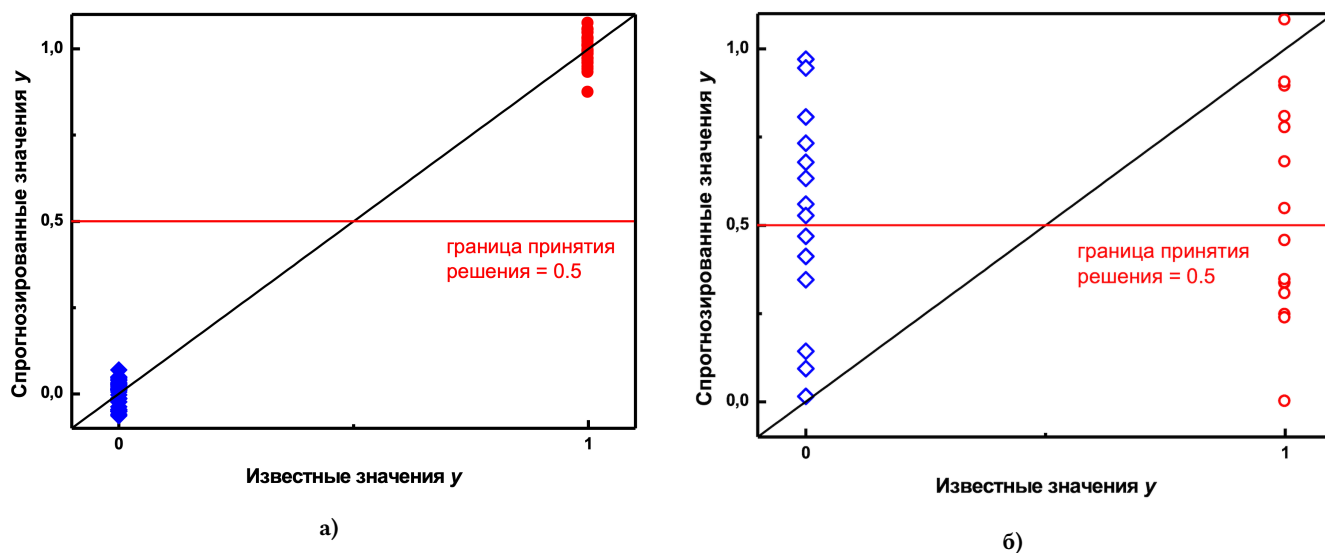 Спрогнозированные значения y
1,0
0,5
0,0
граница принятия
решения = 0.5
0
1
Известные значения y
а)
Спрогнозированные значения y
1,0
0,5
0,0
граница принятия
решения = 0.5
0
1
Известные значения y
б)